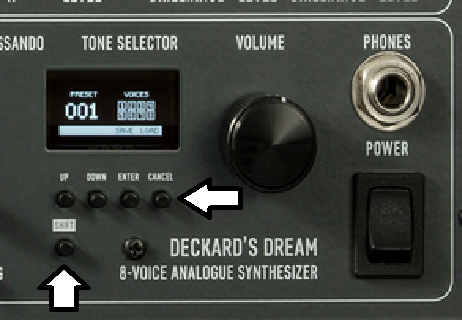 SSANDO TONE SELECTOR VOLUME PHONES
PRESET VOICES
001
SAVE LOAD
POWER
UP DOWN ENTER CANCEL
SHIFT
DECKARD'S DREAM
8-VOICE ANALOGUE SYNTHESIZER